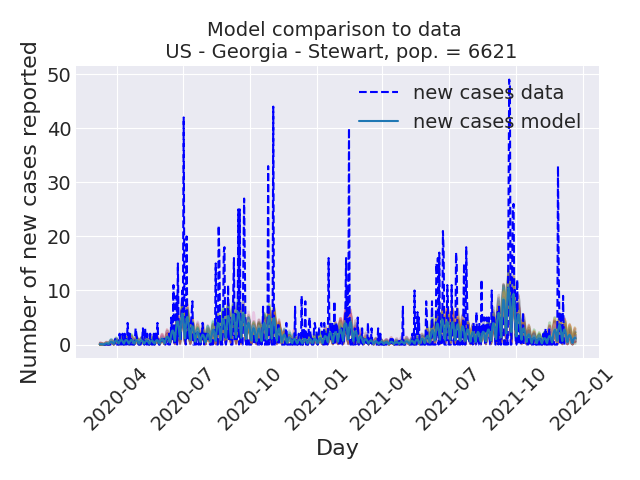 Model comparison to data
US - Georgia - Stewart, pop. = 6621
Number of new cases reported
50
40
30
20
10
0
new cases data
new cases model
2020-04
2020-07
2020-10
2021-01
2021-04
2021-07
2021-10
2022-01
Day